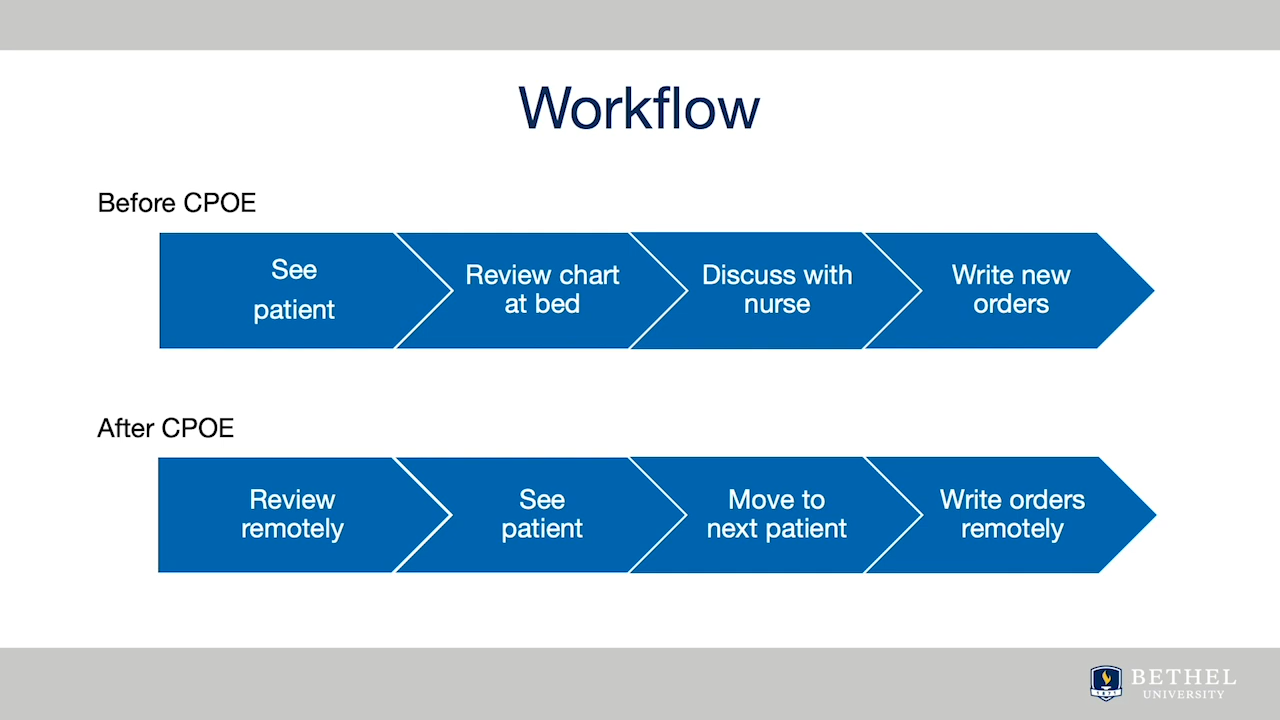 Workflow
Before CPOE
See
patient
Review chart
at bed
Discuss with
nurse
Write new
orders
After CPOE
Review
remotely
See
patient
Move to
next patient
Write orders
remotely
BETHEL
UNIVERSITY
1871